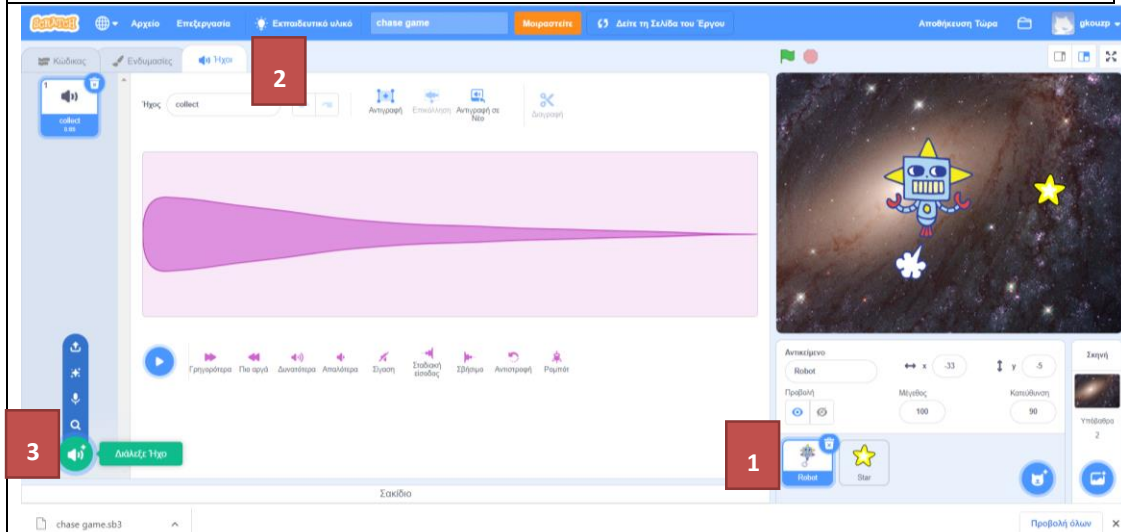 SCRATCH Αρχείο Επεξεργασία Εκπαιδευτικό υλικό chase game Μοιραστείτε Δείτε τη Σελίδα του Έργου Αποθήκευση Τώρα gkouzp
Κώδικας Ενδυμασίες Ήχοι
2
1
collect
Ήχος collect
Αντιγραφή Επικόλληση Αντιγραφή σε Νέο Διαγραφή
Γρηγορότερα Πιο αργά Δυνατότερα Απαλότερα Σίγαση Σταδιακή είσοδος Σβήσιμο Αντιστροφή Ρομπότ
3
Διάλεξε Ήχο
Αντικείμενο
Robot x -33 y -5
Προβολή Μέγεθος Κατεύθυνση
100 90
1
Robot Star
Σκηνή
Υπόβαθρα
2
Σακίδιο
chase game.sb3 Προβολή όλων